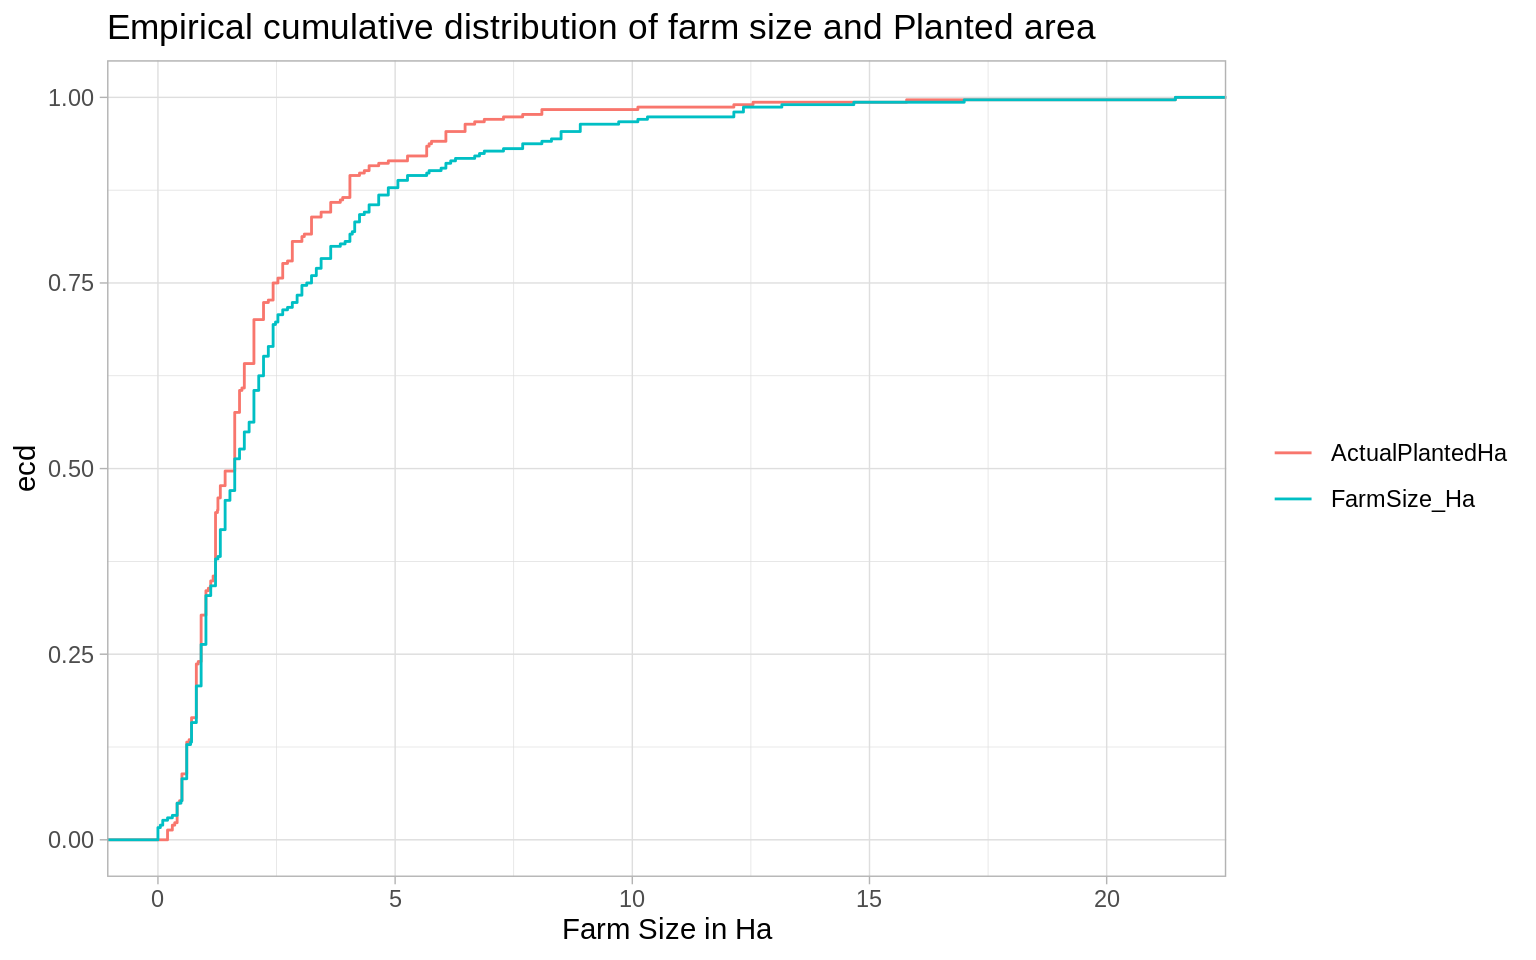 Empirical cumulative distribution of farm size and Planted area
1.00
0.75
0.50
0.25
0.00
ecd
0 5 10 15 20
Farm Size in Ha
ActualPlantedHa
FarmSize_Ha